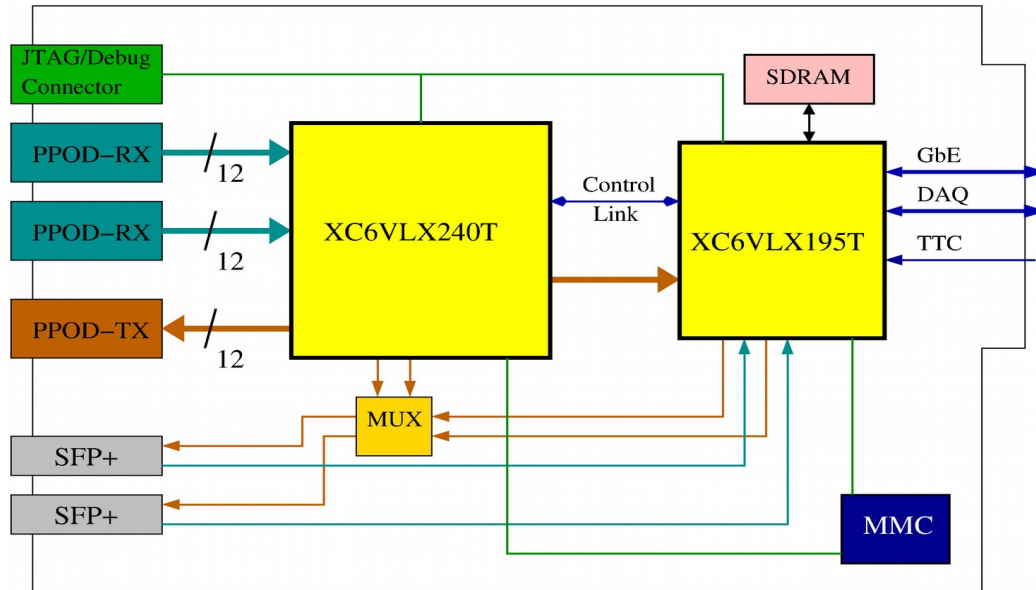 JTAG/Debug
Connector
SDRAM
PPOD-RX
12
PPOD-RX
12
PPOD-TX
12
XC6VLX240T
Control
Link
XC6VLX195T
GbE
DAQ
TTC
MUX
SFP+
SFP+
MMC